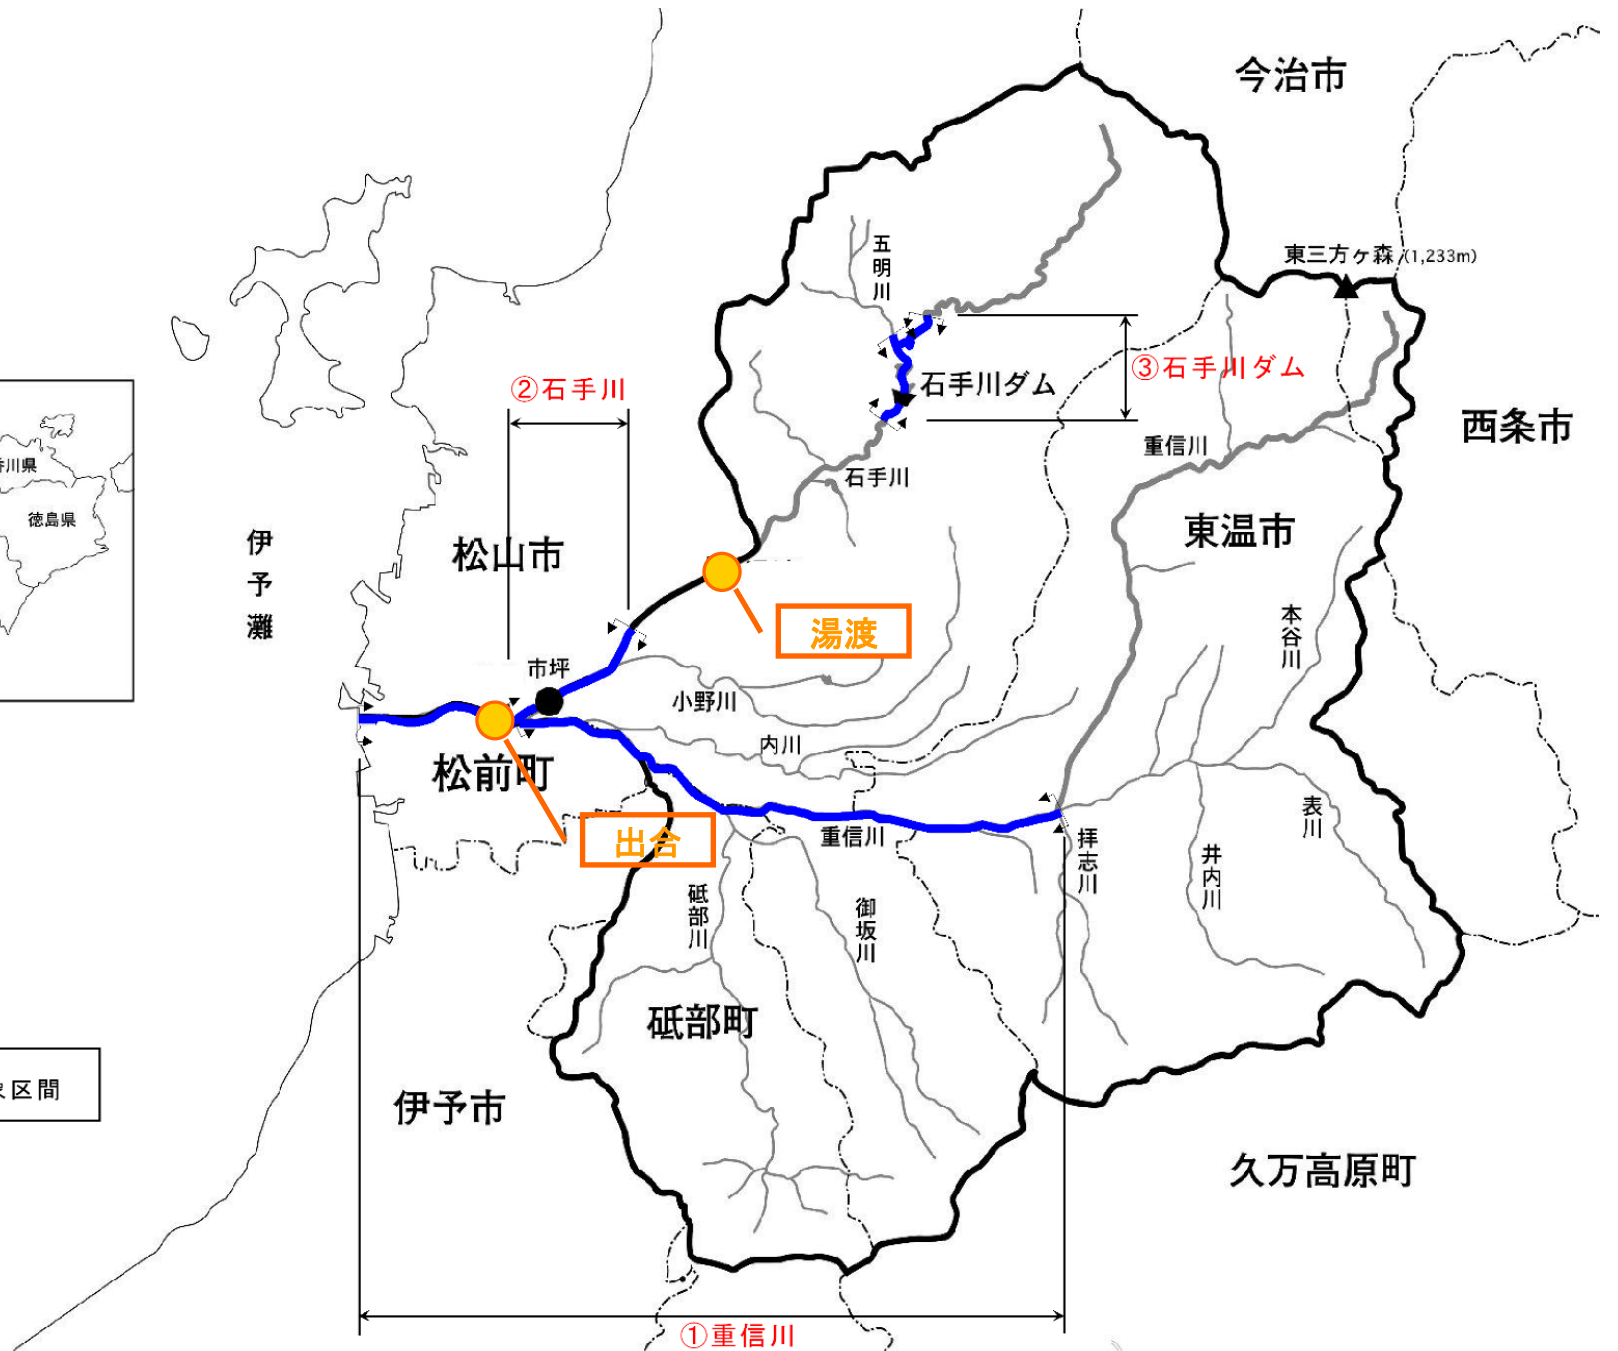 今治市
五明川
東三方ヶ森 (1,233m)
③石手川ダム
②石手川
石手川ダム
西条市
重信川
香川県
石手川
徳島県
東温市
伊予灘
松山市
本谷川
湯渡
市坪
小野川
内川
松前町
表川
出合
重信川
拝志川
井内川
砥部川
御坂川
砥部町
区間
伊予市
久万高原町
①重信川